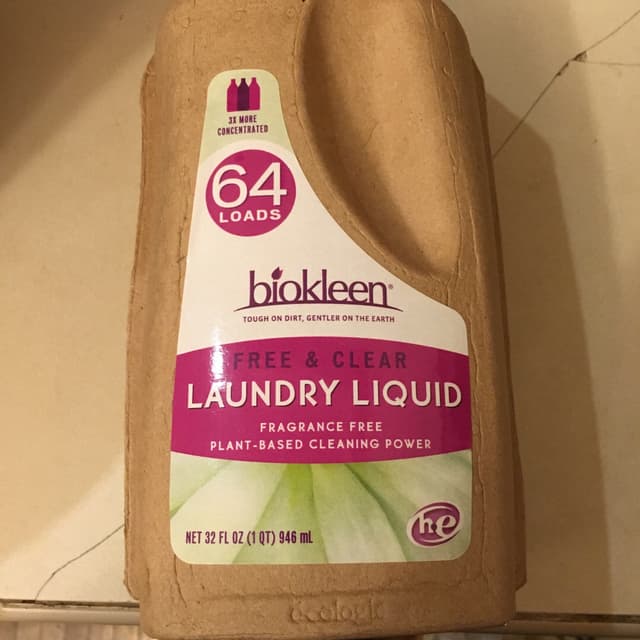 3X MORE
CONCENTRATED
64
LOADS
biokleen®
TOUGH ON DIRT, GENTLER ON THE EARTH
FREE & CLEAR
LAUNDRY LIQUID
FRAGRANCE FREE
PLANT-BASED CLEANING POWER
NET 32 FL OZ (1 QT) 946 mL
he
ecologic